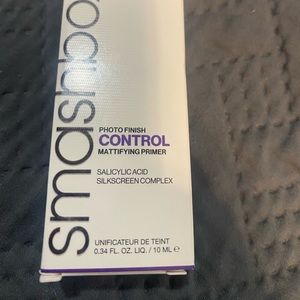 smashbo
PHOTO FINISH
CONTROL
MATTIFYING PRIMER
SALICYLIC ACID
SILKSCREEN COMPLEX
UNIFICATEUR DE TEINT
0.34 FL. OZ. LIQ. / 10 ML ℮